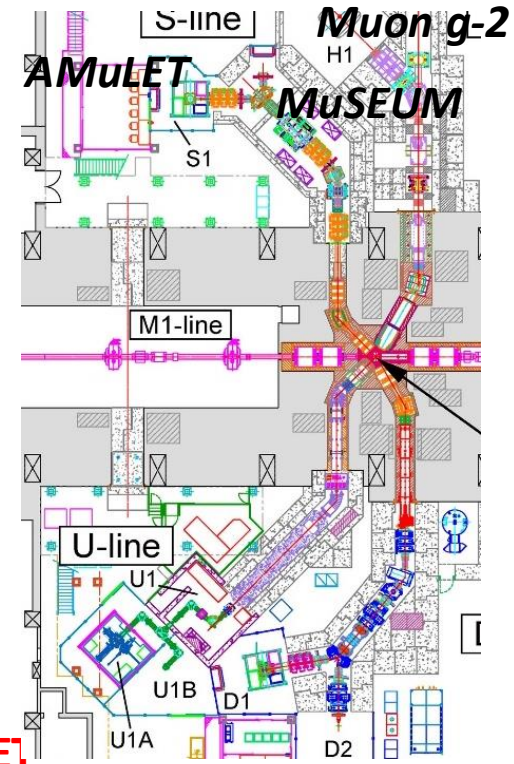 S-line
Muon g-2
H1
AMuLET
MuSEUM
S1
M1-line
U-line
U1
U1B
D1
U1A
D2